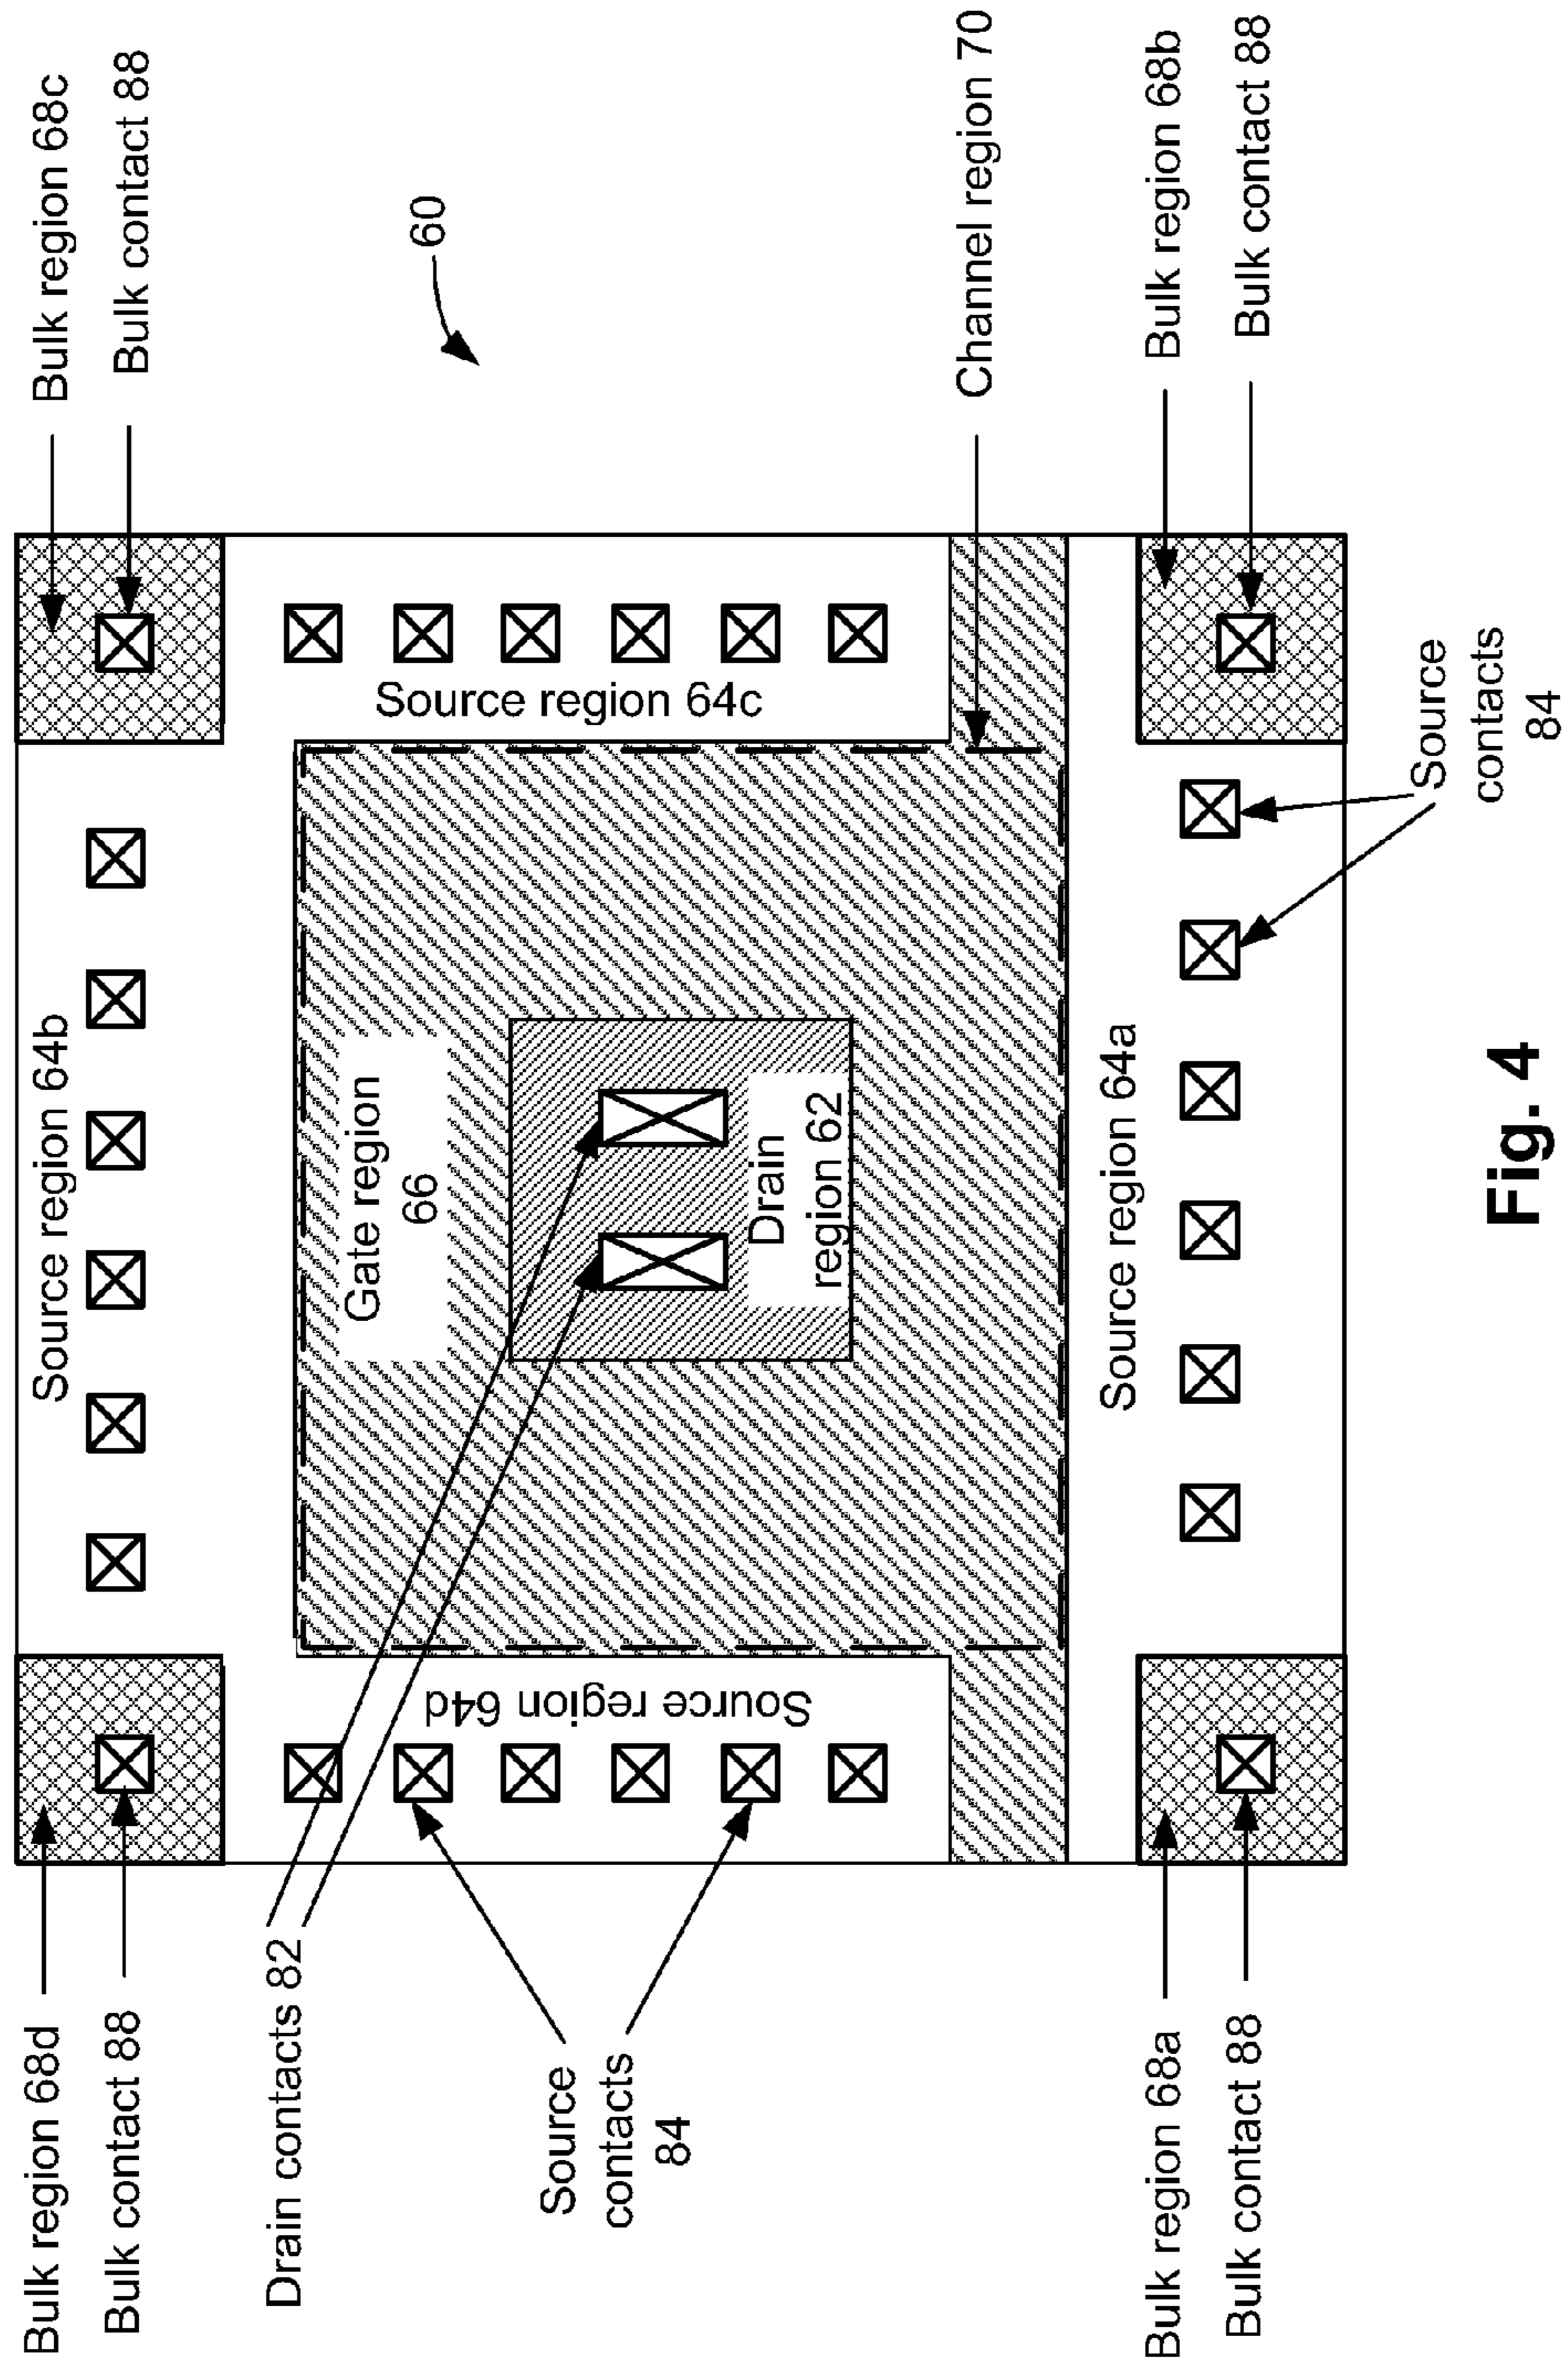 Bulk region 68d
Bulk contact 88
Drain contacts 82
Source
contacts
84
Bulk region 68a
Bulk contact 88
Source region 64d
Source region 64b
Gate region
66
Drain
region 62
Source region 64a
Source region 64c
Bulk region 68c
Bulk contact 88
60
Channel region 70
Bulk region 68b
Bulk contact 88
Source
contacts
84
Fig. 4